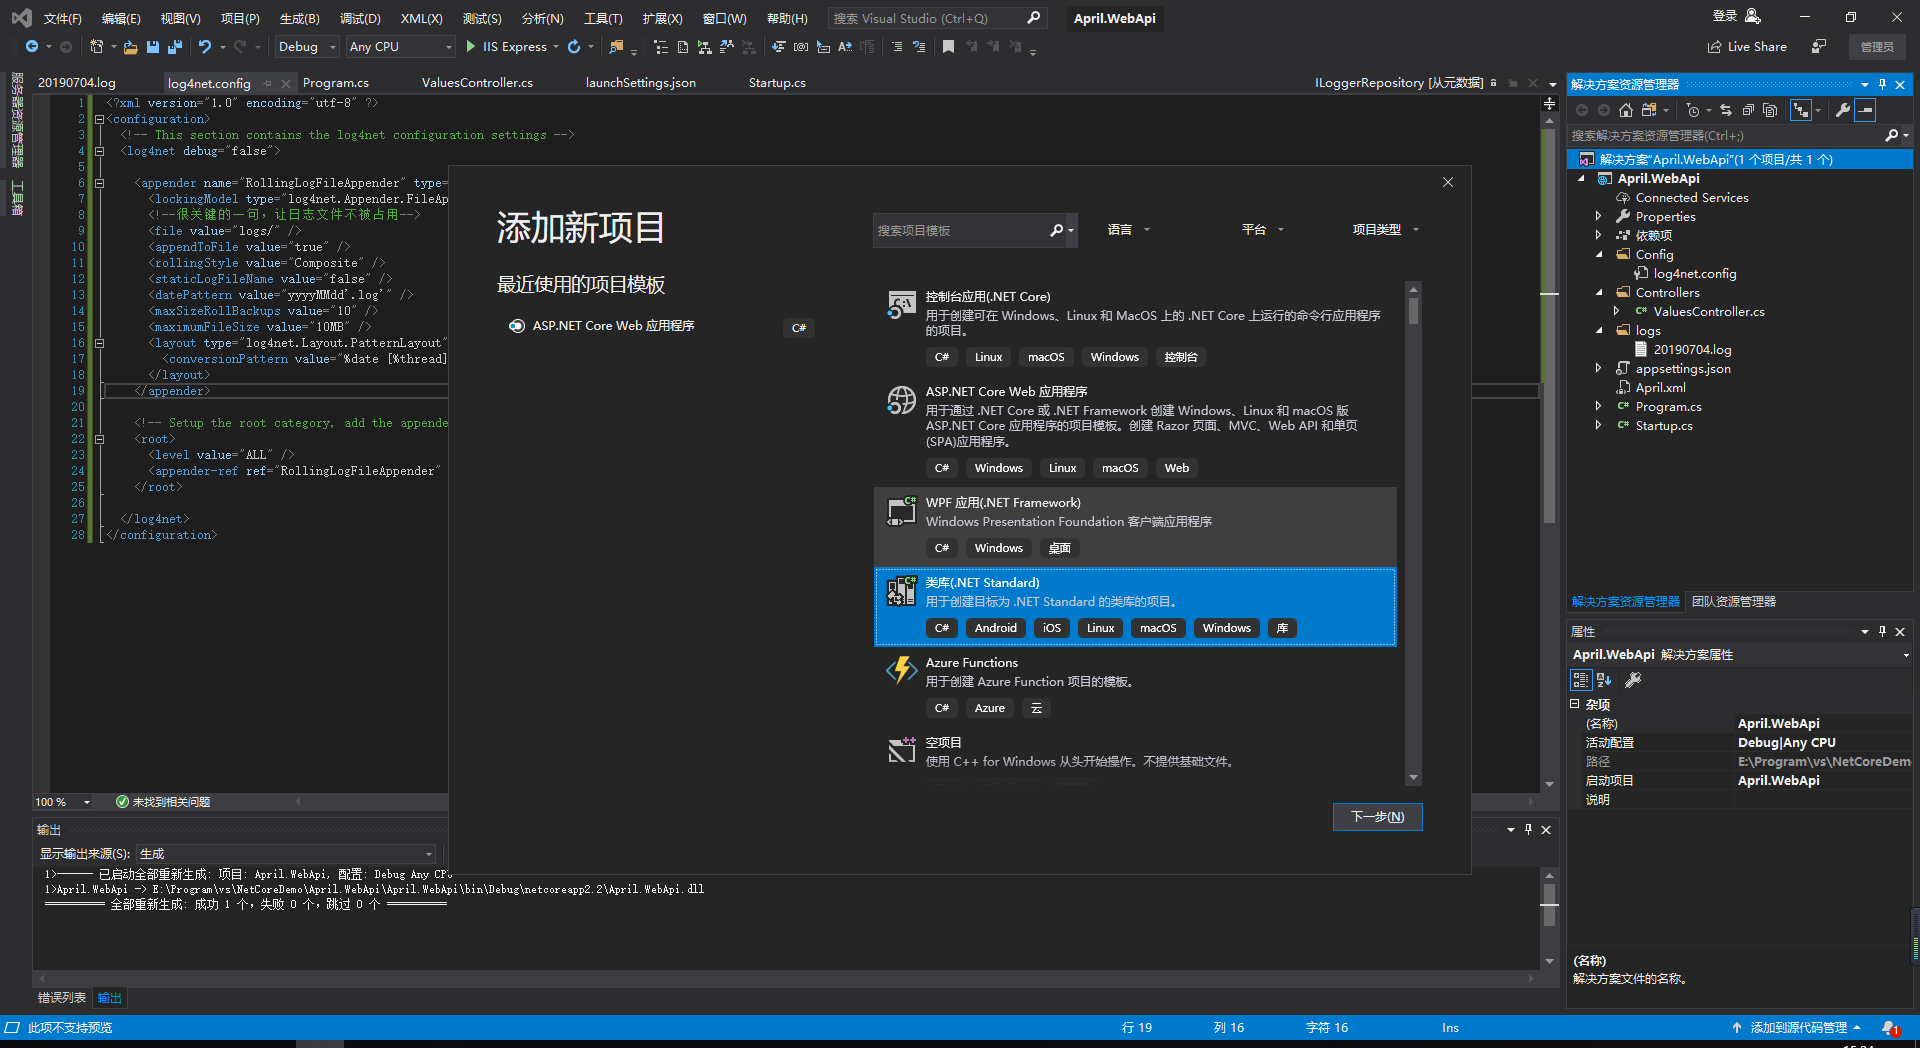 文件(F) 编辑(E) 视图(V) 项目(P) 生成(B) 调试(D) XML(X) 测试(S) 分析(N) 工具(T) 扩展(X) 窗口(W) 帮助(H) 搜索 Visual Studio (Ctrl+Q) April.WebApi 登录
Debug Any CPU IIS Express Live Share 管理员
服务器资源管理器
工具箱
20190704.log log4net.config Program.cs ValuesController.cs launchSettings.json Startup.cs ILoggerRepository [从元数据]
1 <?xml version="1.0" encoding="utf-8" ?>
2 <configuration>
3 <!-- This section contains the log4net configuration settings -->
4 <log4net debug="false">
5
6 <appender name="RollingLogFileAppender" type=
7 <lockingModel type="log4net.Appender.FileAp
8 <!--很关键的一句，让日志文件不被占用-->
9 <file value="logs/" />
10 <appendToFile value="true" />
11 <rollingStyle value="Composite" />
12 <staticLogFileName value="false" />
13 <datePattern value="yyyyMMdd'.log'" />
14 <maxSizeRollBackups value="10" />
15 <maximumFileSize value="10MB" />
16 <layout type="log4net.Layout.PatternLayout"
17 <conversionPattern value="%date [%thread]
18 </layout>
19 </appender>
20
21 <!-- Setup the root category, add the appende
22 <root>
23 <level value="ALL" />
24 <appender-ref ref="RollingLogFileAppender"
25 </root>
26
27 </log4net>
28 </configuration>
100 % 未找到相关问题
添加新项目
最近使用的项目模板
ASP.NET Core Web 应用程序 C#
搜索项目模板 语言 平台 项目类型
控制台应用(.NET Core)
用于创建可在 Windows、Linux 和 MacOS 上的 .NET Core 上运行的命令行应用程序
的项目。
C# Linux macOS Windows 控制台
ASP.NET Core Web 应用程序
用于通过 .NET Core 或 .NET Framework 创建 Windows、Linux 和 macOS 版
ASP.NET Core 应用程序的项目模板。创建 Razor 页面、MVC、Web API 和单页
(SPA)应用程序。
C# Windows Linux macOS Web
WPF 应用(.NET Framework)
Windows Presentation Foundation 客户端应用程序
C# Windows 桌面
类库(.NET Standard)
用于创建目标为 .NET Standard 的类库的项目。
C# Android iOS Linux macOS Windows 库
Azure Functions
用于创建 Azure Function 项目的模板。
C# Azure 云
空项目
使用 C++ for Windows 从头开始操作。不提供基础文件。
下一步(N)
输出
显示输出来源(S): 生成
1>------ 已启动全部重新生成: 项目: April.WebApi, 配置: Debug Any CPU
1>April.WebApi -> E:\Program\vs\NetCoreDemo\April.WebApi\April.WebApi\bin\Debug\netcoreapp2.2\April.WebApi.dll
========== 全部重新生成: 成功 1 个，失败 0 个，跳过 0 个 ==========
错误列表 输出
解决方案资源管理器
搜索解决方案资源管理器(Ctrl+;)
解决方案"April.WebApi"(1 个项目/共 1 个)
April.WebApi
Connected Services
Properties
依赖项
Config
log4net.config
Controllers
C# ValuesController.cs
logs
20190704.log
appsettings.json
April.xml
C# Program.cs
C# Startup.cs
解决方案资源管理器 团队资源管理器
属性
April.WebApi 解决方案属性
杂项
(名称) April.WebApi
活动配置 Debug|Any CPU
路径 E:\Program\vs\NetCoreDem
启动项目 April.WebApi
说明
(名称)
解决方案文件的名称。
此项不支持预览 行 19 列 16 字符 16 Ins 添加到源代码管理 1